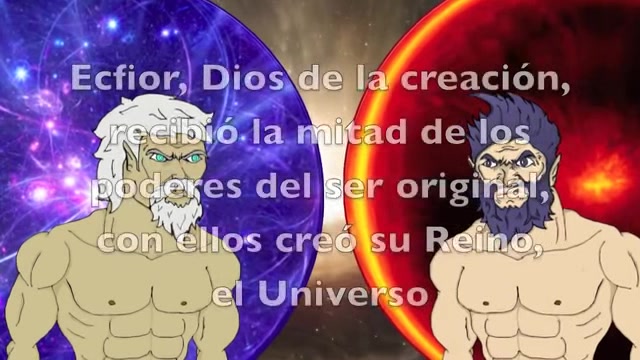 Ecfior, Dios de la creación,
recibió la mitad de los
poderes del ser original,
con ellos creó su Reino,
el Universo